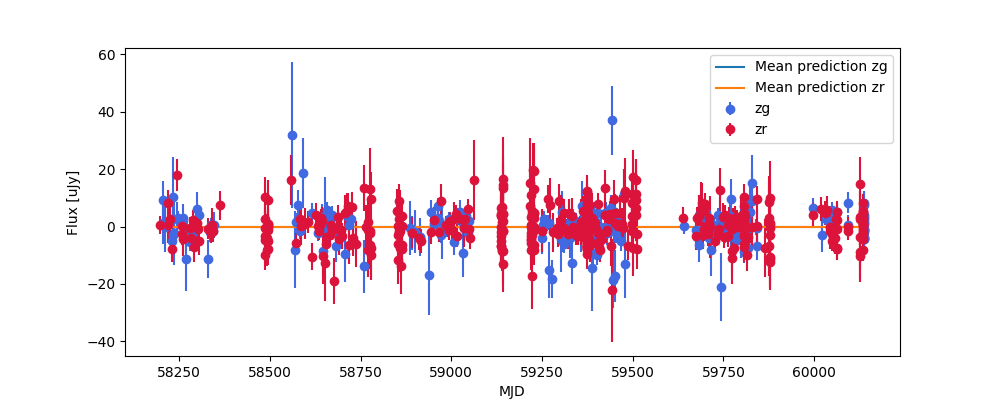 60
40
20
0
−20
−40
Flux [uJy]
58250
58500
58750
59000
59250
59500
59750
60000
MJD
Mean prediction zg
Mean prediction zr
zg
zr